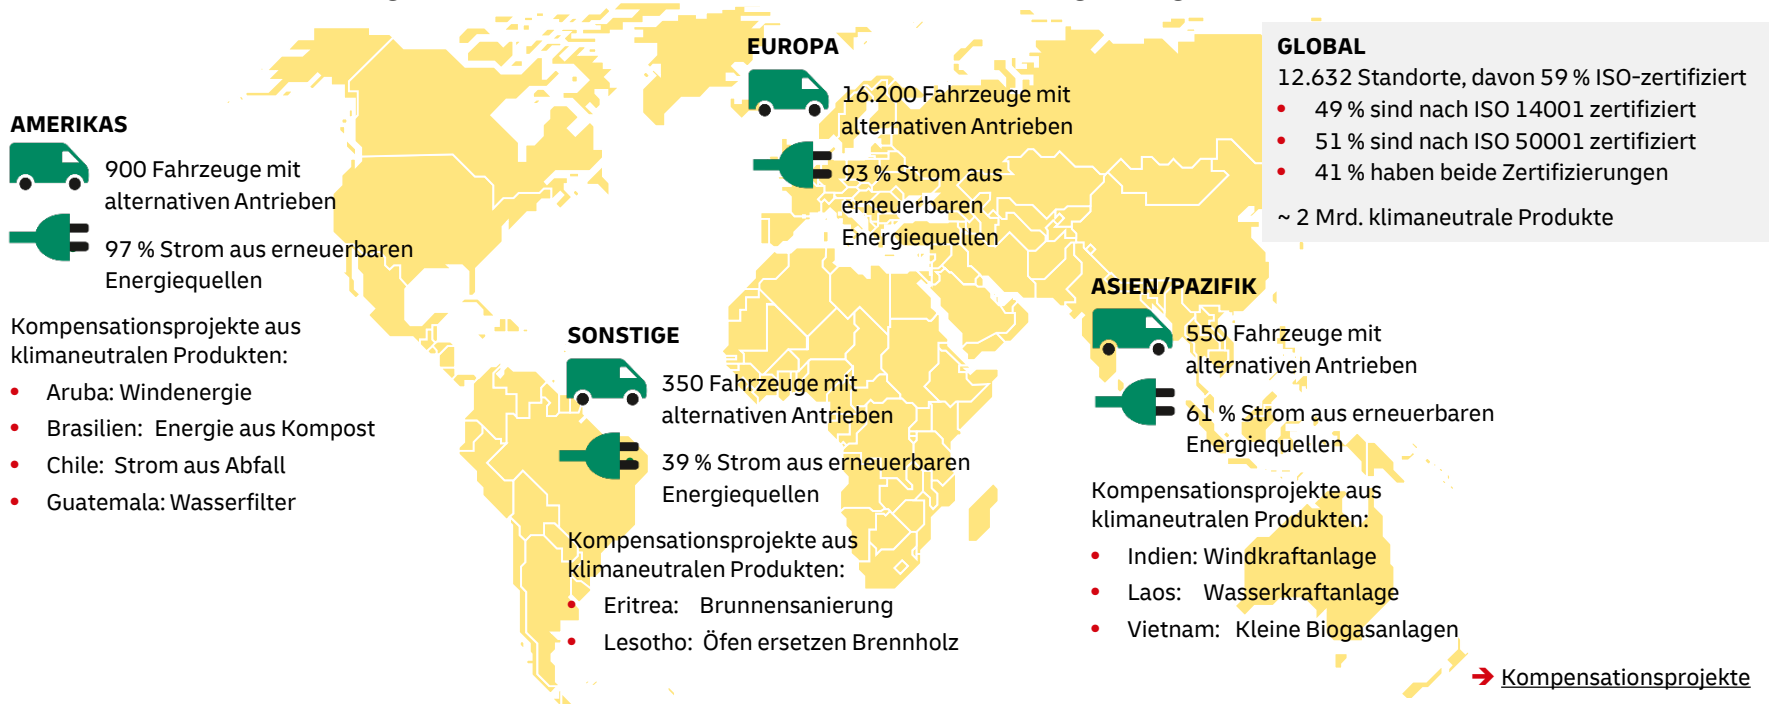 EUROPA
16.200 Fahrzeuge mit
alternativen Antrieben
93 % Strom aus
erneuerbaren
Energiequellen
GLOBAL
12.632 Standorte, davon 59 % ISO-zertifiziert
• 49 % sind nach ISO 14001 zertifiziert
• 51 % sind nach ISO 50001 zertifiziert
• 41 % haben beide Zertifizierungen
~ 2 Mrd. klimaneutrale Produkte
AMERIKAS
900 Fahrzeuge mit
alternativen Antrieben
97 % Strom aus erneuerbaren
Energiequellen
Kompensationsprojekte aus
klimaneutralen Produkten:
• Aruba: Windenergie
• Brasilien: Energie aus Kompost
• Chile: Strom aus Abfall
• Guatemala: Wasserfilter
SONSTIGE
350 Fahrzeuge mit
alternativen Antrieben
39 % Strom aus erneuerbaren
Energiequellen
Kompensationsprojekte aus
klimaneutralen Produkten:
• Eritrea: Brunnensanierung
• Lesotho: Öfen ersetzen Brennholz
ASIEN/PAZIFIK
550 Fahrzeuge mit
alternativen Antrieben
61 % Strom aus erneuerbaren
Energiequellen
Kompensationsprojekte aus
klimaneutralen Produkten:
• Indien: Windkraftanlage
• Laos: Wasserkraftanlage
• Vietnam: Kleine Biogasanlagen
➔ Kompensationsprojekte